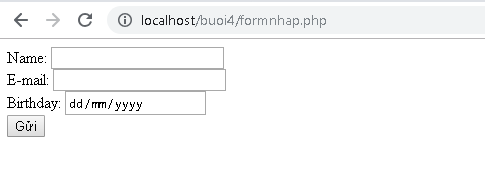 localhost/buoi4/formnhap.php
Name:
E-mail:
Birthday: dd/mm/yyyy
Gửi